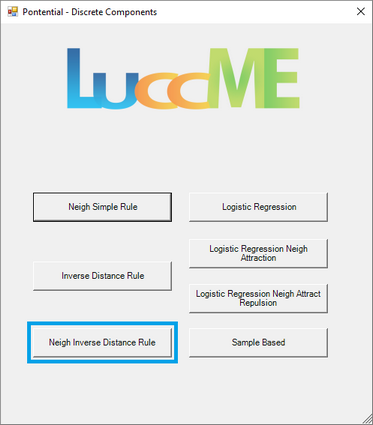 Pontential - Discrete Components
LuccME
Neigh Simple Rule
Logistic Regression
Logistic Regression Neigh
Attraction
Inverse Distance Rule
Logistic Regression Neigh Attract
Repulsion
Neigh Inverse Distance Rule
Sample Based